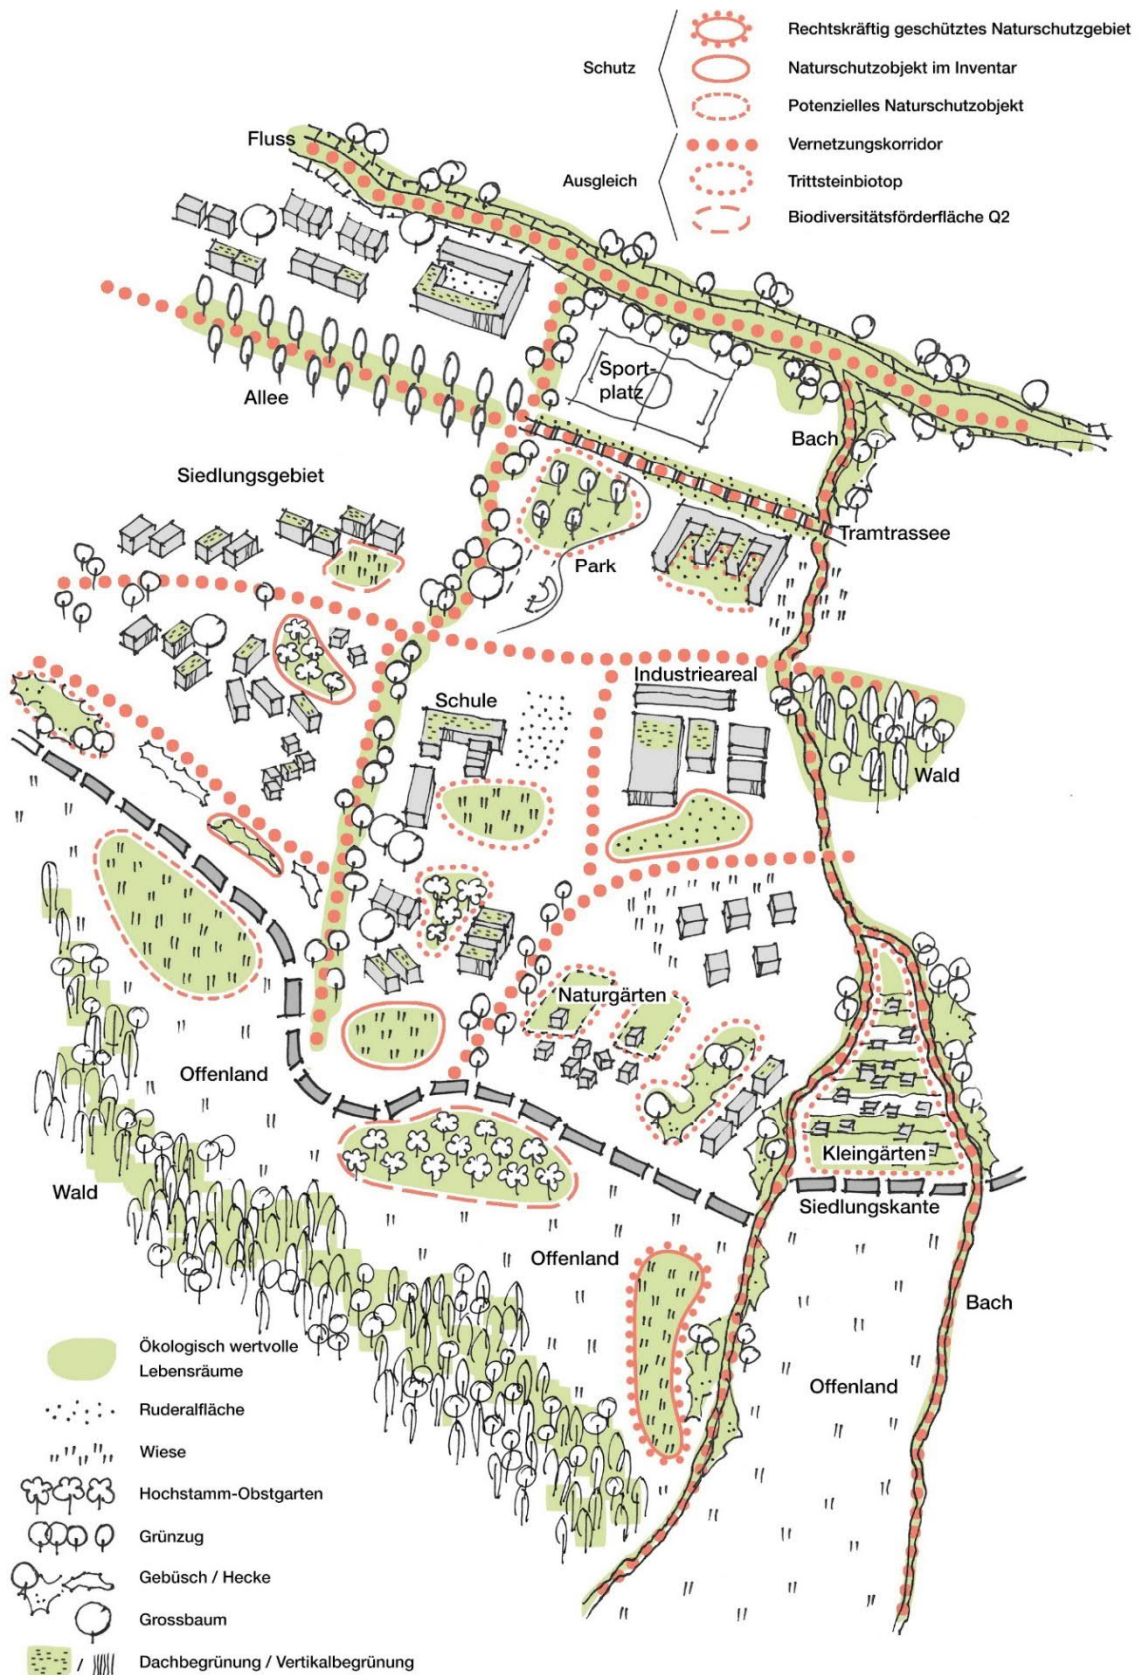 Rechtskräftig geschütztes Naturschutzgebiet
Schutz
Naturschutzobjekt im Inventar
Potenzielles Naturschutzobjekt
Vernetzungskorridor
Ausgleich
Trittsteinbiotop
Biodiversitätsförderfläche Q2
Fluss
Sport-
platz
Allee
Bach
Siedlungsgebiet
Tramtrassee
Park
Industrieareal
Schule
Wald
Naturgärten
Offenland
Kleingärten
Wald
Siedlungskante
Offenland
Bach
Offenland
Ökologisch wertvolle
Lebensräume
Ruderalfläche
Wiese
Hochstamm-Obstgarten
Grünzug
Gebüsch / Hecke
Grossbaum
/ Dachbegrünung / Vertikalbegrünung